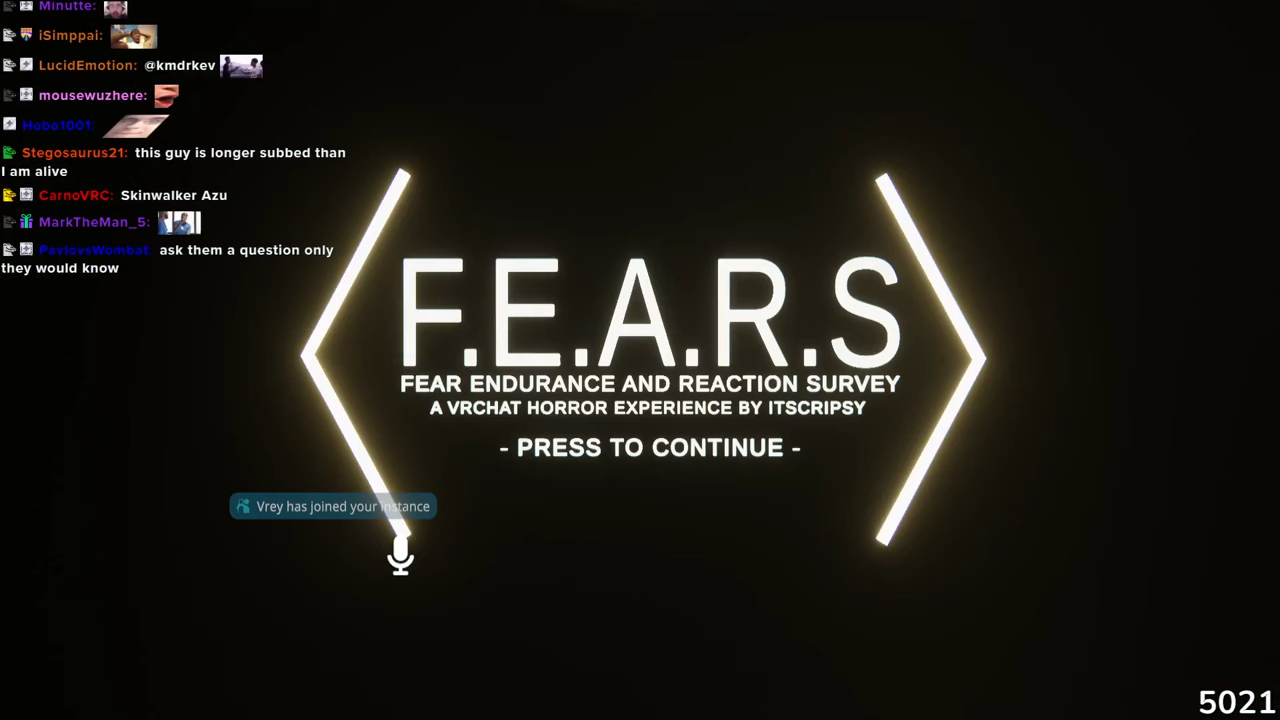 Minutte:
iSimppai:
LucidEmotion: @kmdrkev
mousewuzhere:
Hobo1001:
Stegosaurus21: this guy is longer subbed than
I am alive
CarnoVRC: Skinwalker Azu
MarkTheMan_5:
PavlovsWombat: ask them a question only
they would know
F.E.A.R.S
FEAR ENDURANCE AND REACTION SURVEY
A VRCHAT HORROR EXPERIENCE BY ITSCRIPSY
- PRESS TO CONTINUE -
Vrey has joined your instance
5021